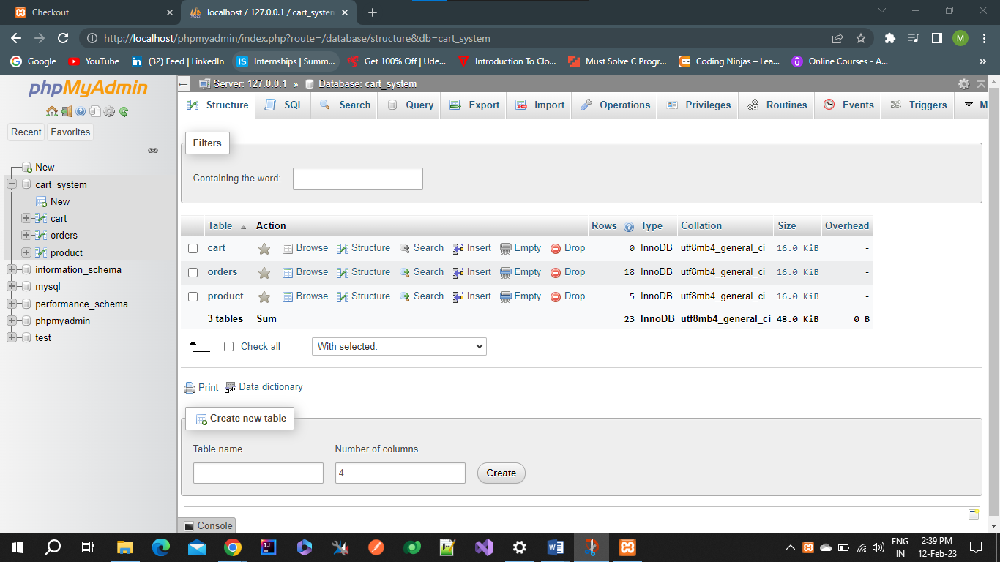 Checkout
localhost / 127.0.0.1 / cart_system
http://localhost/phpmyadmin/index.php?route=/database/structure&db=cart_system
M
Google YouTube (32) Feed | LinkedIn Internships | Summ... Get 100% Off | Ude... Introduction To Clo... Must Solve C Progr... Coding Ninjas – Lea... Online Courses - A... »
phpMyAdmin
Recent Favorites
New
cart_system
New
cart
orders
product
information_schema
mysql
performance_schema
phpmyadmin
test
Server: 127.0.0.1 » Database: cart_system
Structure SQL Search Query Export Import Operations Privileges Routines Events Triggers M
Filters
Containing the word:
Table Action Rows Type Collation Size Overhead
cart Browse Structure Search Insert Empty Drop 0 InnoDB utf8mb4_general_ci 16.0 KiB -
orders Browse Structure Search Insert Empty Drop 18 InnoDB utf8mb4_general_ci 16.0 KiB -
product Browse Structure Search Insert Empty Drop 5 InnoDB utf8mb4_general_ci 16.0 KiB -
3 tables Sum 23 InnoDB utf8mb4_general_ci 48.0 KiB 0 B
Check all With selected:
Print Data dictionary
Create new table
Table name Number of columns
4 Create
Console
ENG
IN
2:39 PM
12-Feb-23